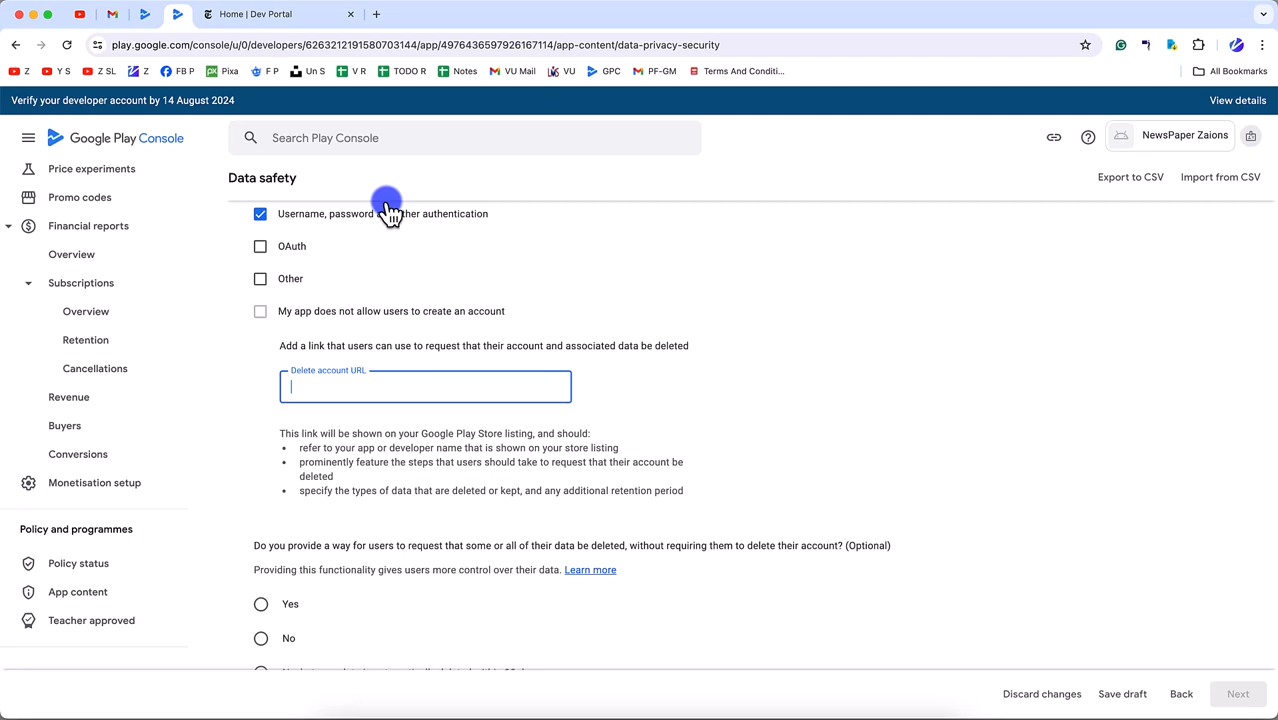 Home | Dev Portal
play.google.com/console/u/0/developers/6263212191580703144/app/4976436597926167114/app-content/data-privacy-security
Z
Y S
Z SL
Z
FB P
Pixa
F P
Un S
V R
TODO R
Notes
VU Mail
VU
GPC
PF-GM
Terms And Conditi...
All Bookmarks
Verify your developer account by 14 August 2024
View details
Google Play Console
Search Play Console
NewsPaper Zaions
Price experiments
Promo codes
Financial reports
Overview
Subscriptions
Overview
Retention
Cancellations
Revenue
Buyers
Conversions
Monetisation setup
Policy and programmes
Policy status
App content
Teacher approved
Data safety
Export to CSV
Import from CSV
Username, password authentication
OAuth
Other
My app does not allow users to create an account
Add a link that users can use to request that their account and associated data be deleted
Delete account URL
This link will be shown on your Google Play Store listing, and should:
• refer to your app or developer name that is shown on your store listing
• prominently feature the steps that users should take to request that their account be
deleted
• specify the types of data that are deleted or kept, and any additional retention period
Do you provide a way for users to request that some or all of their data be deleted, without requiring them to delete their account? (Optional)
Providing this functionality gives users more control over their data. Learn more
Yes
No
Discard changes
Save draft
Back
Next